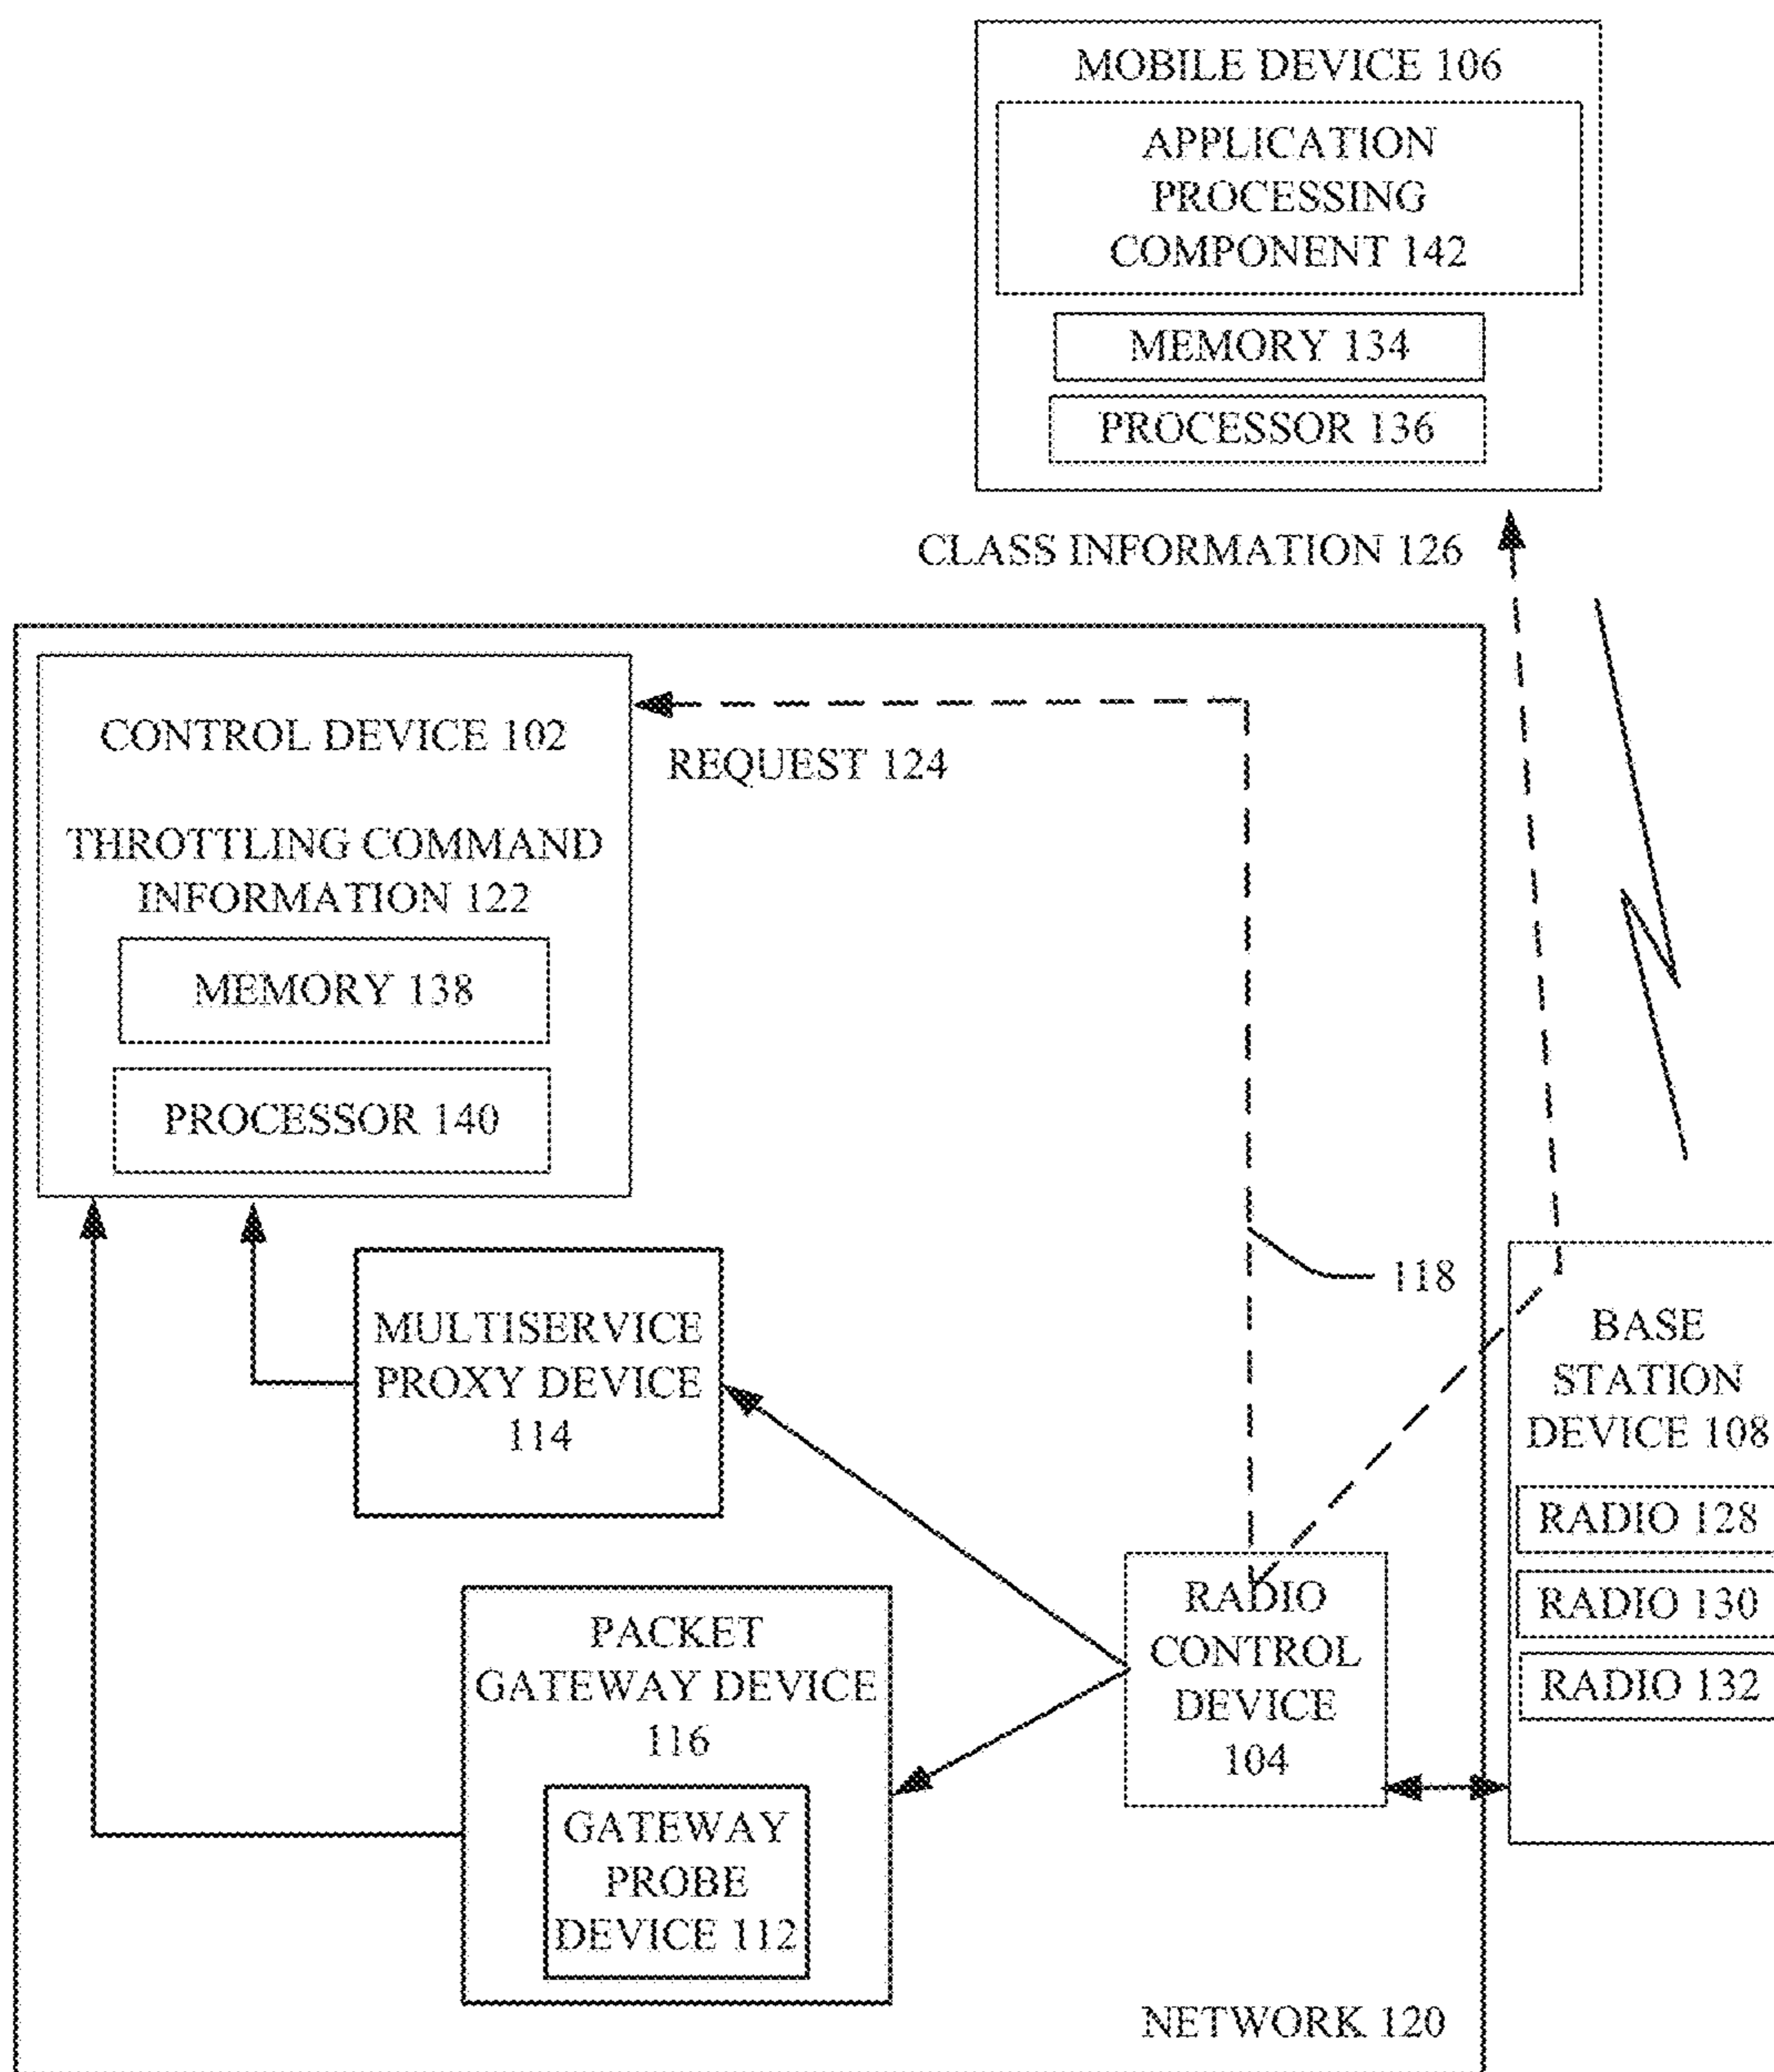 MOBILE DEVICE 106
APPLICATION
PROCESSING
COMPONENT 142
MEMORY 134
PROCESSOR 136
CLASS INFORMATION 126
CONTROL DEVICE 102
REQUEST 124
THROTTLING COMMAND
INFORMATION 122
MEMORY 138
PROCESSOR 140
118
MULTISERVICE
PROXY DEVICE
114
BASE
STATION
DEVICE 108
RADIO 128
RADIO 130
RADIO 132
RADIO
CONTROL
DEVICE
104
PACKET
GATEWAY DEVICE
116
GATEWAY
PROBE
DEVICE 112
NETWORK 120